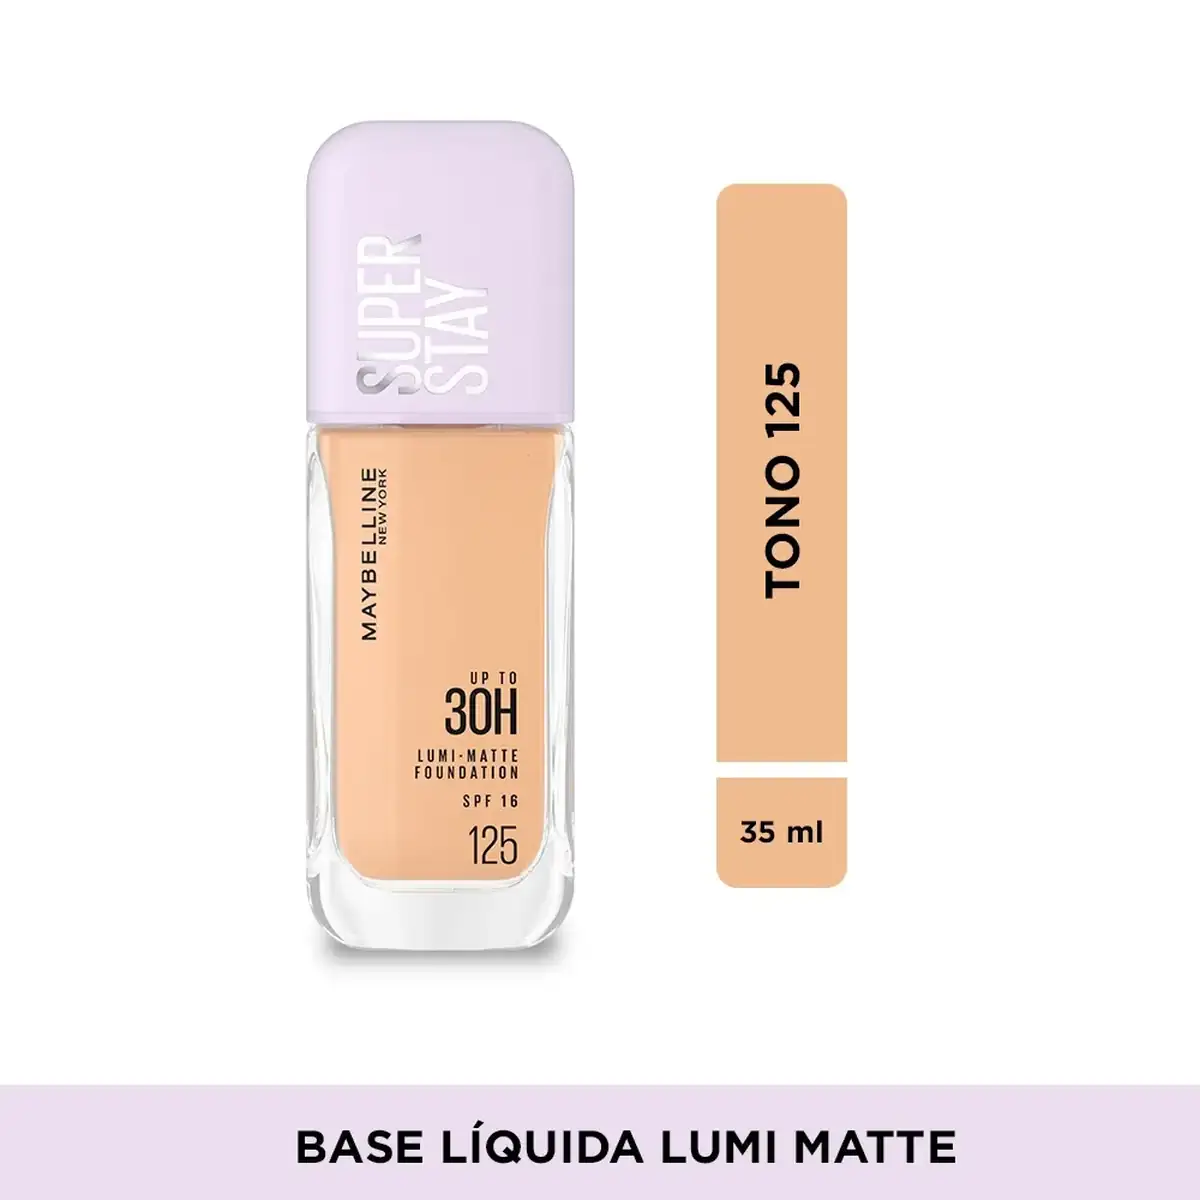 SUPER
STAY
MAYBELLINE
NEW YORK
UP TO
30H
LUMI-MATTE
FOUNDATION
SPF 16
125
TONO 125
35 ml
BASE LÍQUIDA LUMI MATTE